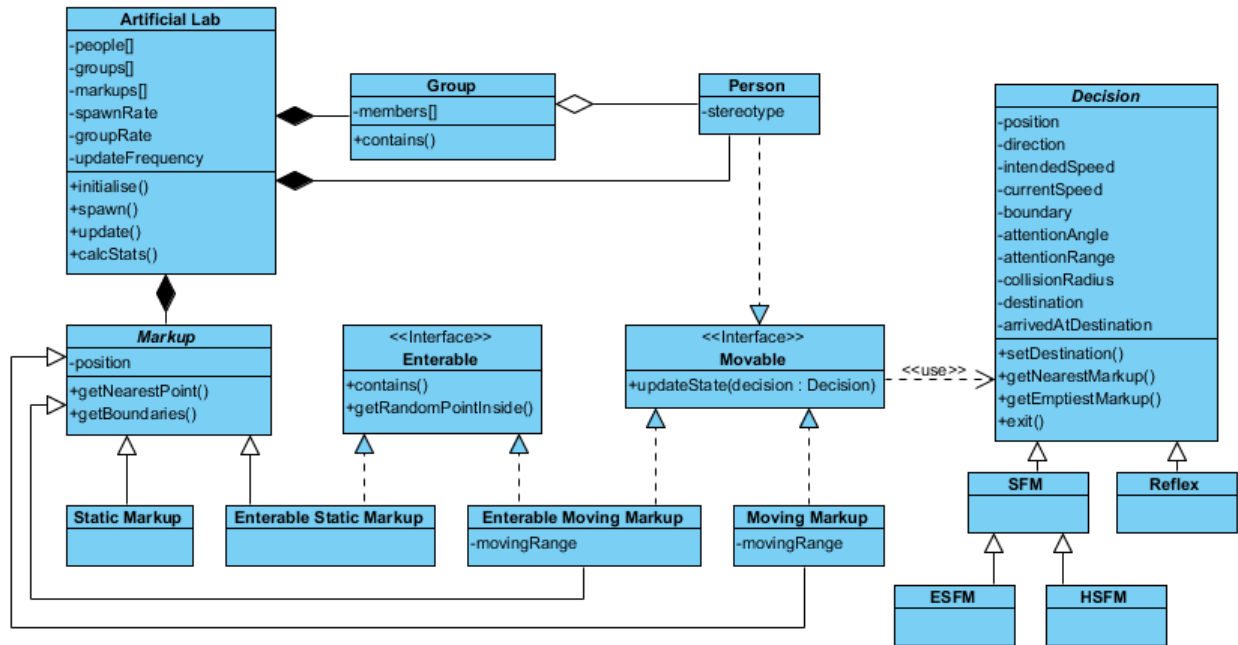 Artificial Lab
-people[]
-groups[]
-markups[]
-spawnRate
-groupRate
-updateFrequency
+initialise()
+spawn()
+update()
+calcStats()
Group
-members[]
+contains()
Person
-stereotype
Decision
-position
-direction
-intendedSpeed
-currentSpeed
-boundary
-attentionAngle
-attentionRange
-collisionRadius
-destination
-arrivedAtDestination
+setDestination()
+getNearestMarkup()
+getEmptiestMarkup()
+exit()
Markup
-position
+getNearestPoint()
+getBoundaries()
<<Interface>>
Enterable
+contains()
+getRandomPointInside()
<<Interface>>
Movable
+updateState(decision : Decision)
<<use>>
Static Markup
Enterable Static Markup
Enterable Moving Markup
-movingRange
Moving Markup
-movingRange
SFM
Reflex
ESFM
HSFM